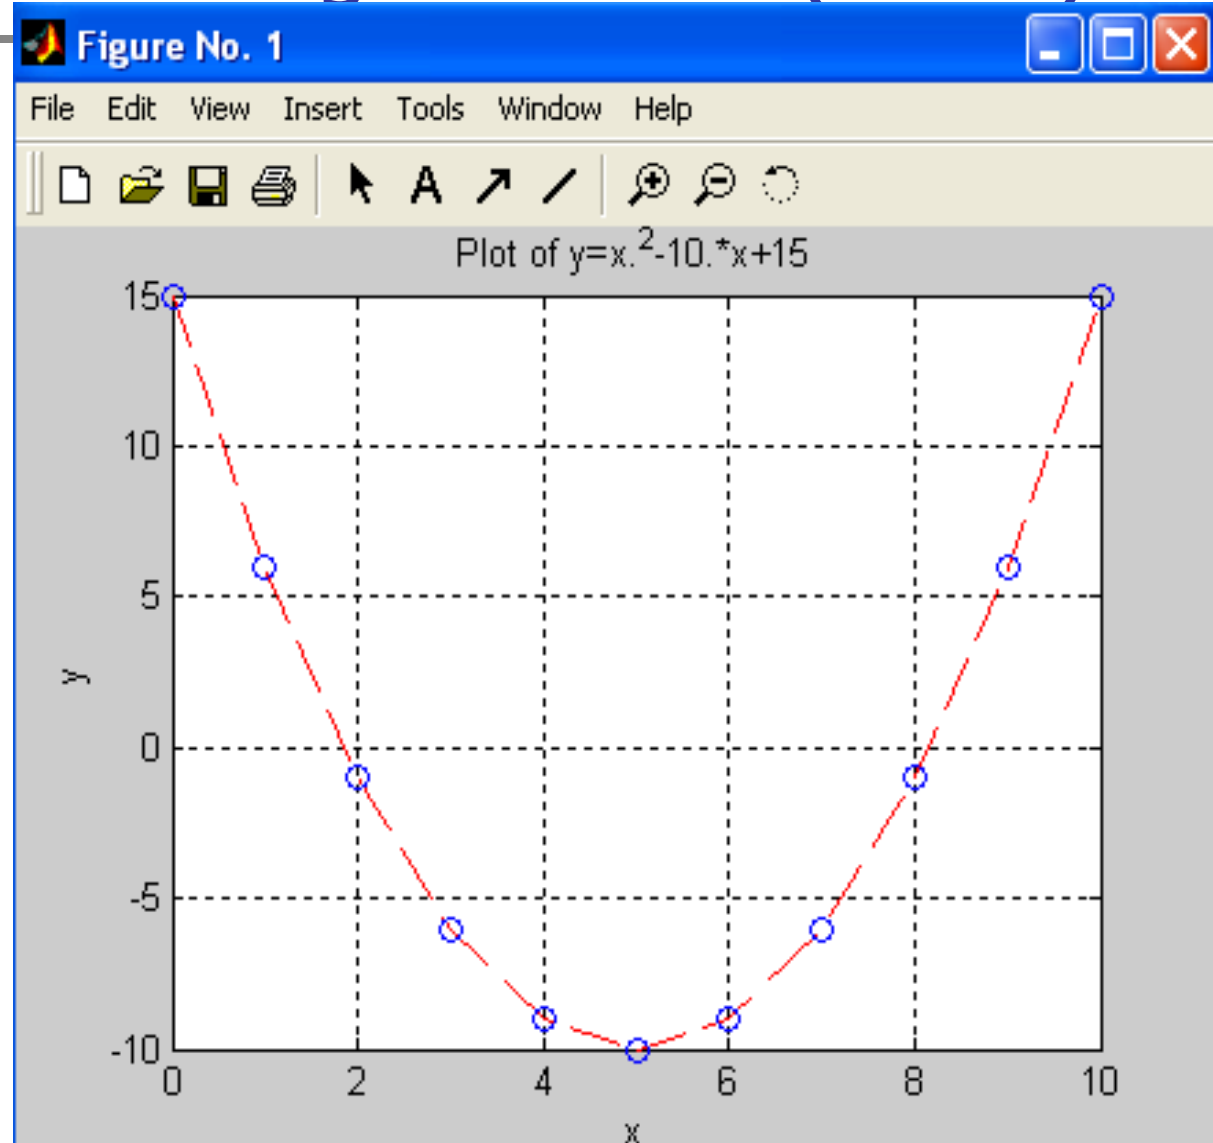 Figure No. 1
File Edit View Insert Tools Window Help
A
Plot of y=x.²-10.*x+15
15
10
5
0
-5
-10
y
0 2 4 6 8 10
x